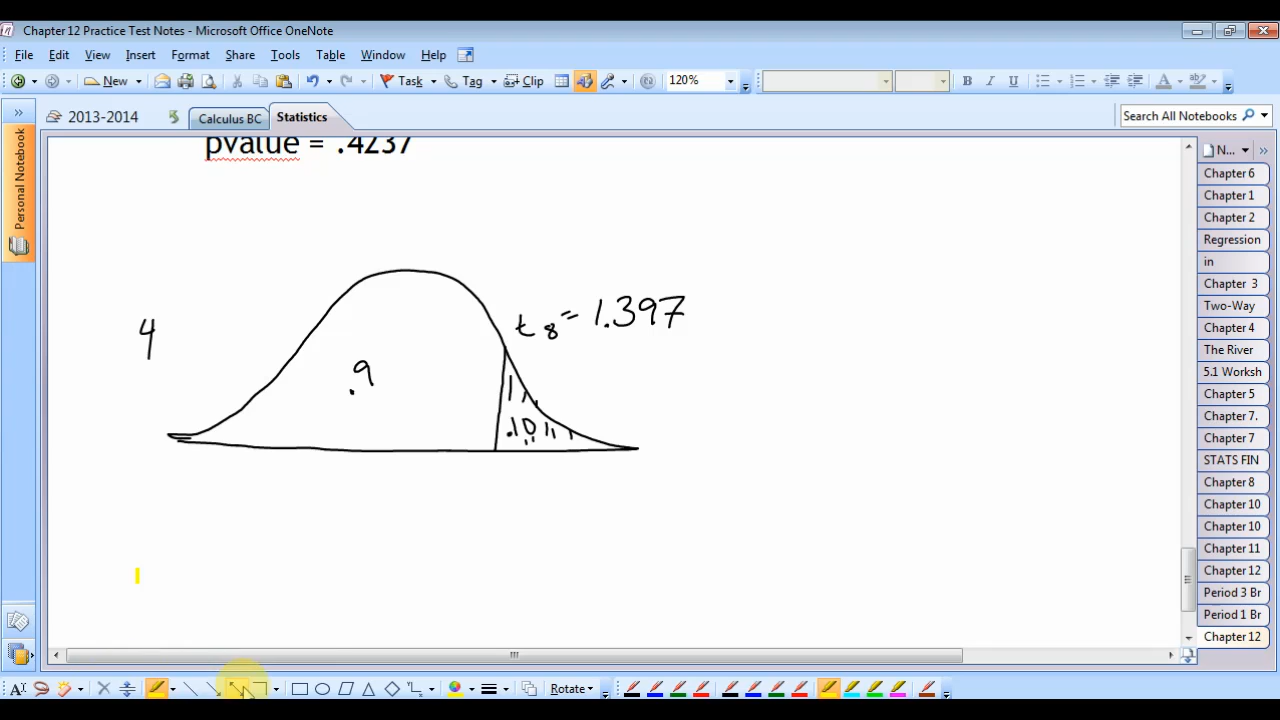 Chapter 12 Practice Test Notes - Microsoft Office OneNote
File Edit View Insert Format Share Tools Table Window Help
New Task Tag Clip 120% B I U A ab
2013-2014 Calculus BC Statistics Search All Notebooks
Personal Notebook
N...
Chapter 6
Chapter 1
Chapter 2
Regression
in
Chapter 3
Two-Way
Chapter 4
The River
5.1 Worksh
Chapter 5
Chapter 7.
Chapter 7
STATS FIN
Chapter 8
Chapter 10
Chapter 10
Chapter 11
Chapter 12
Period 3 Br
Period 1 Br
Chapter 12
pvalue = .4237
4
t8 = 1.397
.9
.10
Rotate